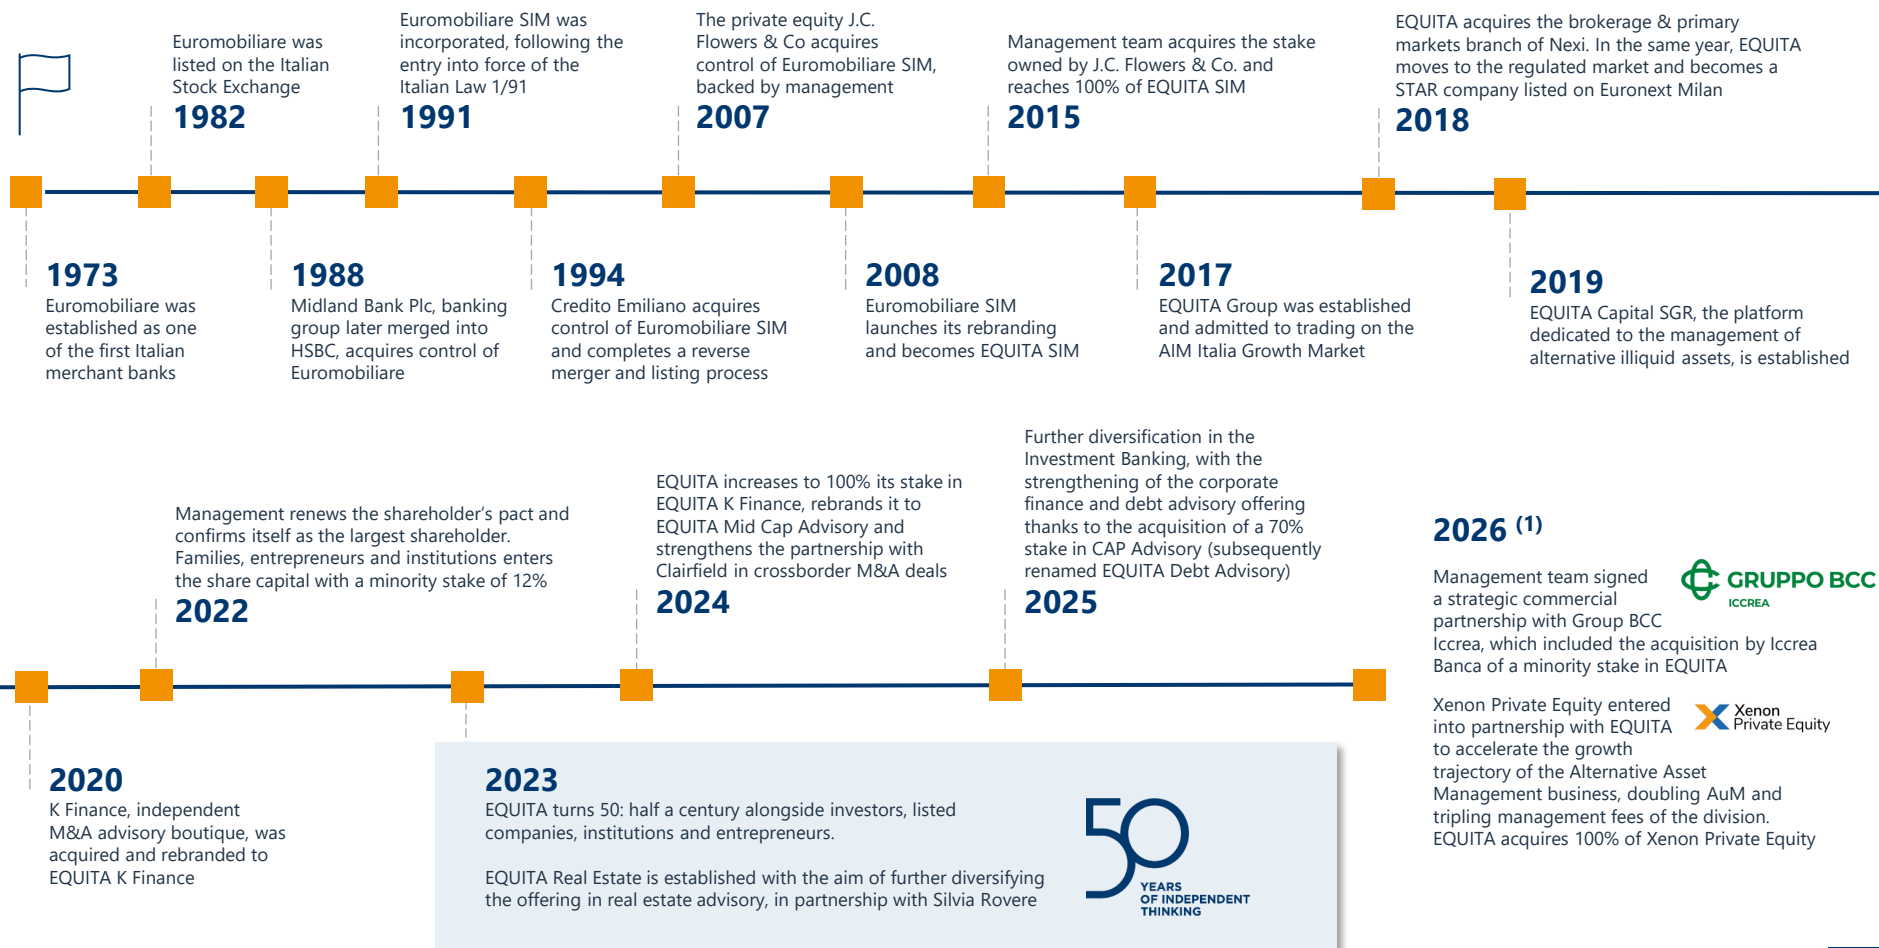 Euromobiliare was
listed on the Italian
Stock Exchange
1982
Euromobiliare SIM was
incorporated, following the
entry into force of the
Italian Law 1/91
1991
The private equity J.C.
Flowers & Co acquires
control of Euromobiliare SIM,
backed by management
2007
Management team acquires the stake
owned by J.C. Flowers & Co. and
reaches 100% of EQUITA SIM
2015
EQUITA acquires the brokerage & primary
markets branch of Nexi. In the same year, EQUITA
moves to the regulated market and becomes a
STAR company listed on Euronext Milan
2018
1973
Euromobiliare was
established as one
of the first Italian
merchant banks
1988
Midland Bank Plc, banking
group later merged into
HSBC, acquires control of
Euromobiliare
1994
Credito Emiliano acquires
control of Euromobiliare SIM
and completes a reverse
merger and listing process
2008
Euromobiliare SIM
launches its rebranding
and becomes EQUITA SIM
2017
EQUITA Group was established
and admitted to trading on the
AIM Italia Growth Market
2019
EQUITA Capital SGR, the platform
dedicated to the management of
alternative illiquid assets, is established
Management renews the shareholder's pact and
confirms itself as the largest shareholder.
Families, entrepreneurs and institutions enters
the share capital with a minority stake of 12%
2022
EQUITA increases to 100% its stake in
EQUITA K Finance, rebrands it to
EQUITA Mid Cap Advisory and
strengthens the partnership with
Clairfield in crossborder M&A deals
2024
Further diversification in the
Investment Banking, with the
strengthening of the corporate
finance and debt advisory offering
thanks to the acquisition of a 70%
stake in CAP Advisory (subsequently
renamed EQUITA Debt Advisory)
2025
2026 (1)
Management team signed
a strategic commercial
partnership with Group BCC
Iccrea, which included the acquisition by Iccrea
Banca of a minority stake in EQUITA
GRUPPO BCC
ICCREA
Xenon Private Equity entered
into partnership with EQUITA
to accelerate the growth
trajectory of the Alternative Asset
Management business, doubling AuM and
tripling management fees of the division.
EQUITA acquires 100% of Xenon Private Equity
Xenon
Private Equity
2020
K Finance, independent
M&A advisory boutique, was
acquired and rebranded to
EQUITA K Finance
2023
EQUITA turns 50: half a century alongside investors, listed
companies, institutions and entrepreneurs.
EQUITA Real Estate is established with the aim of further diversifying
the offering in real estate advisory, in partnership with Silvia Rovere
50
YEARS
OF INDEPENDENT
THINKING